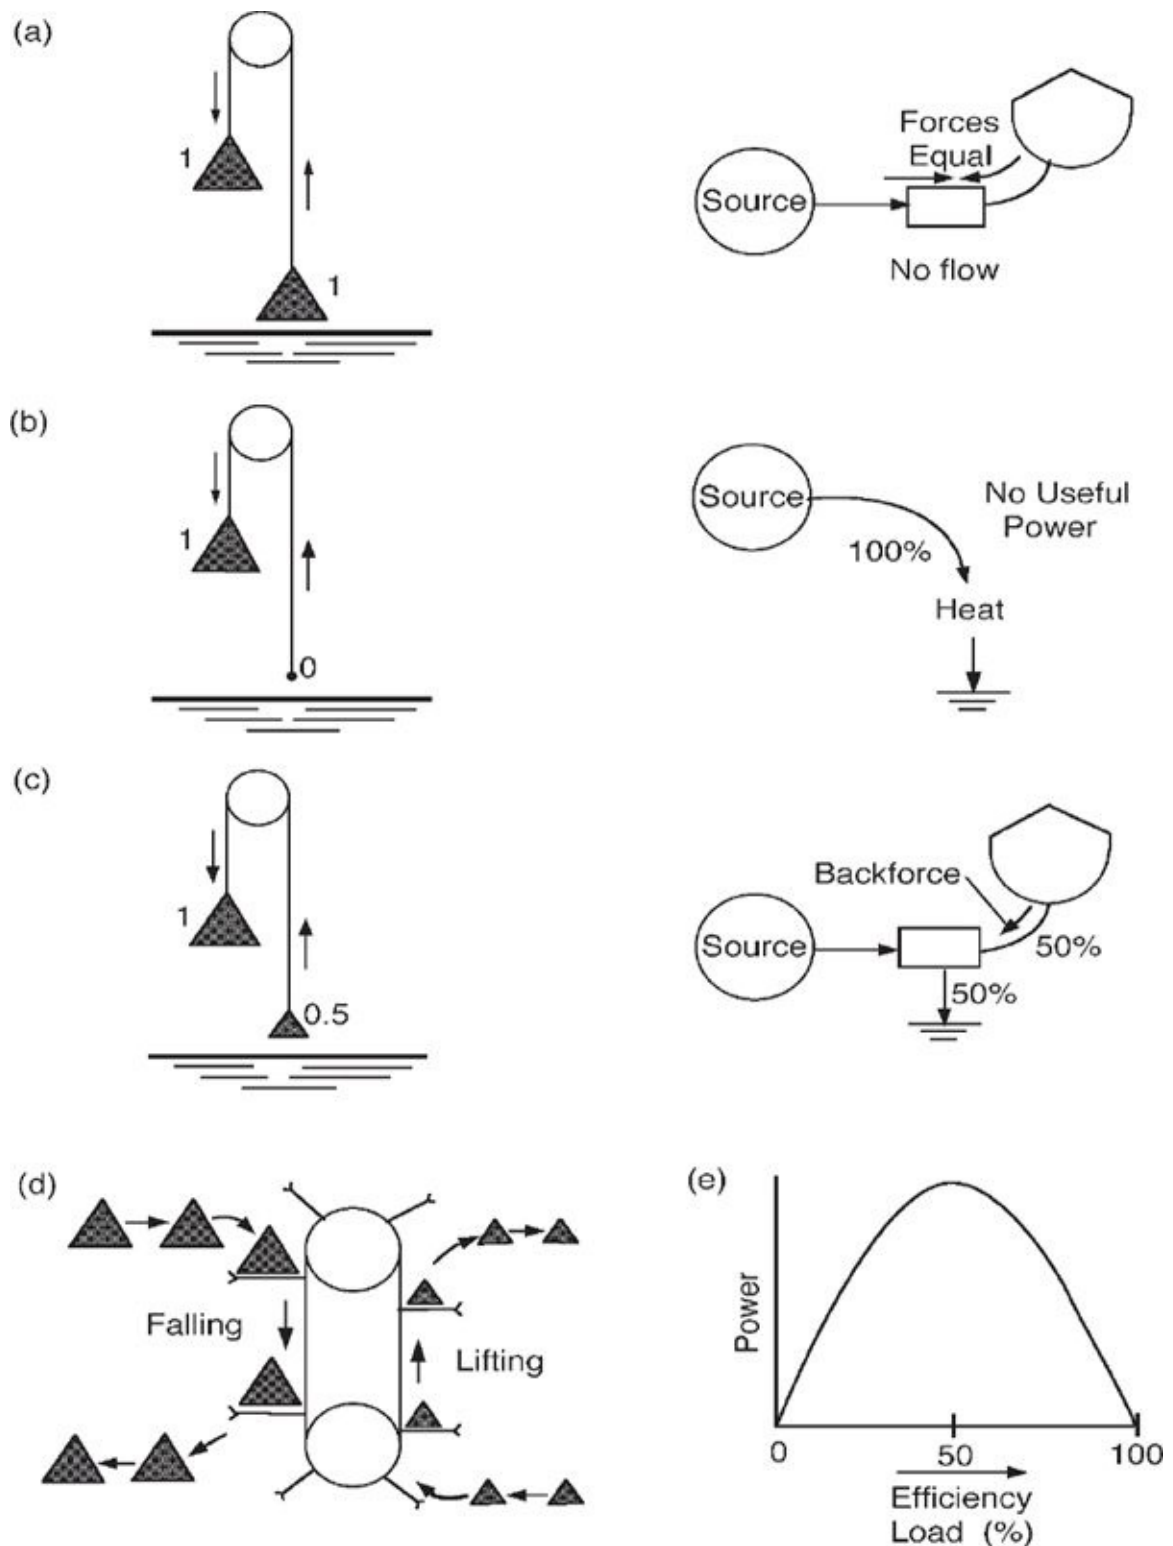 (a)
1
1
Forces
Equal
Source
No flow
(b)
1
0
Source
100%
No Useful
Power
Heat
(c)
1
0.5
Backforce
Source
50%
50%
(d)
Falling
Lifting
(e)
Power
0
50
100
Efficiency
Load (%)